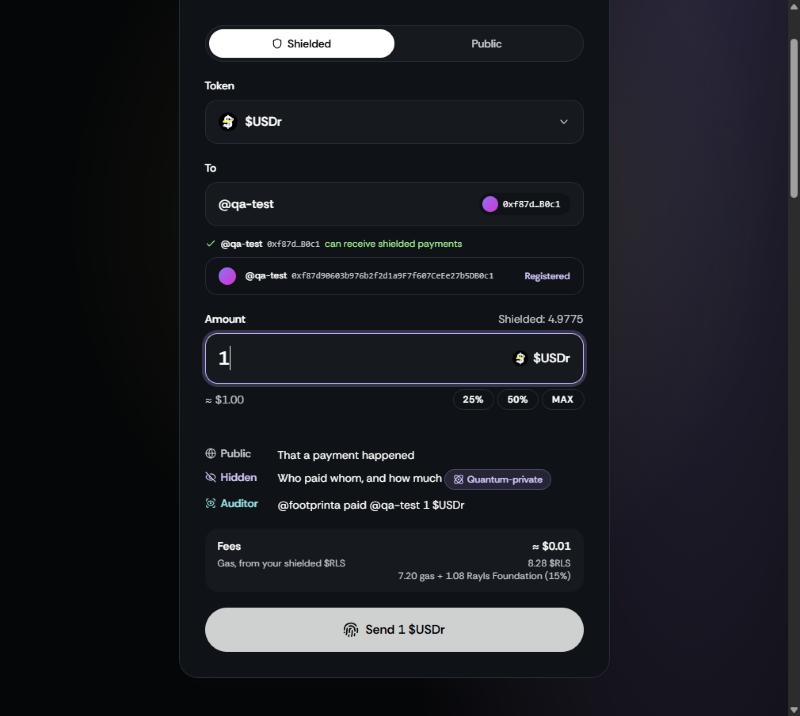 Shielded Public
Token
$USDr
To
@qa-test 0xf87d…B0c1
@qa-test 0xf87d…B0c1 can receive shielded payments
@qa-test 0xf87d90603b976b2f2d1a9F7f607CeEe27b5DB0c1 Registered
Amount Shielded: 4.9775
1 $USDr
≈ $1.00 25% 50% MAX
Public That a payment happened
Hidden Who paid whom, and how much Quantum-private
Auditor @footprinta paid @qa-test 1 $USDr
Fees ≈ $0.01
Gas, from your shielded $RLS 8.28 $RLS
7.20 gas + 1.08 Rayls Foundation (15%)
Send 1 $USDr